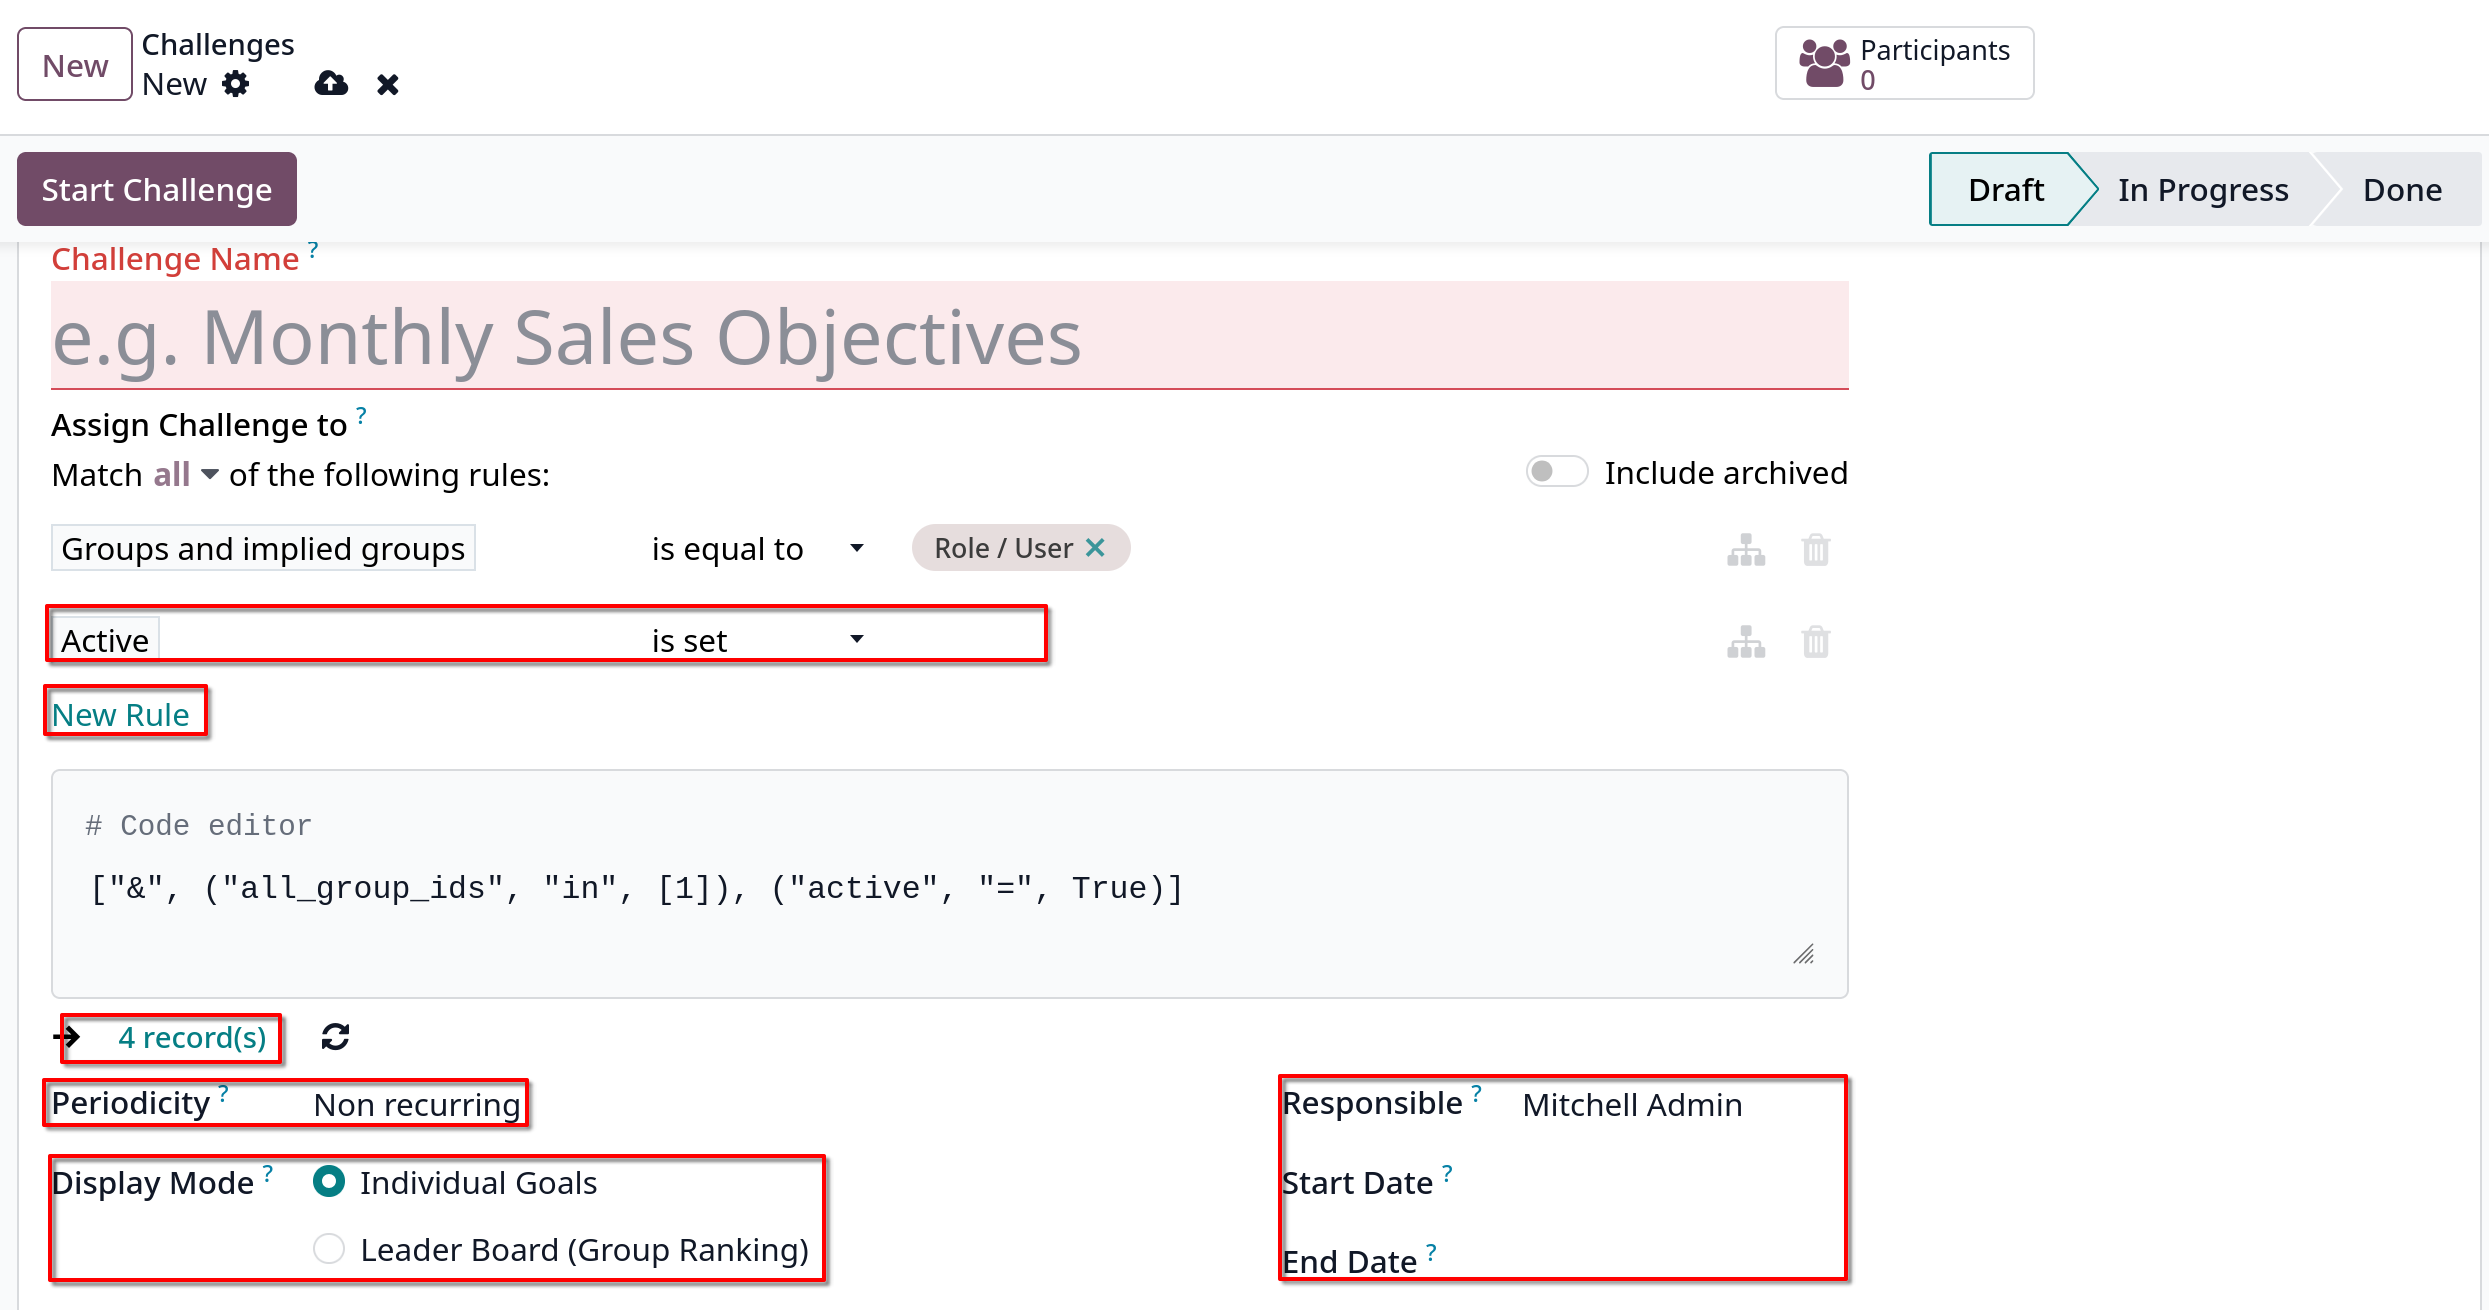 New
Challenges
New
Participants
0
Start Challenge
Draft
In Progress
Done
Challenge Name ?
e.g. Monthly Sales Objectives
Assign Challenge to ?
Match all of the following rules:
Include archived
Groups and implied groups is equal to Role / User
Active is set
New Rule
# Code editor
["&", ("all_group_ids", "in", [1]), ("active", "=", True)]
4 record(s)
Periodicity ? Non recurring
Responsible ? Mitchell Admin
Display Mode ? Individual Goals
Start Date ?
Leader Board (Group Ranking)
End Date ?